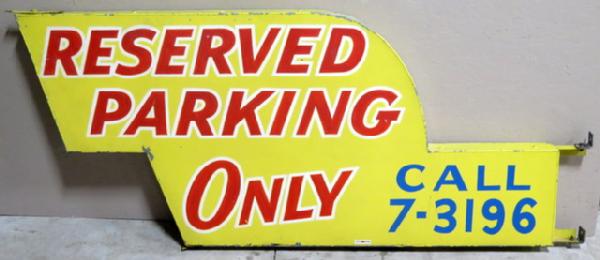 RESERVED
PARKING
ONLY
CALL
7-3196